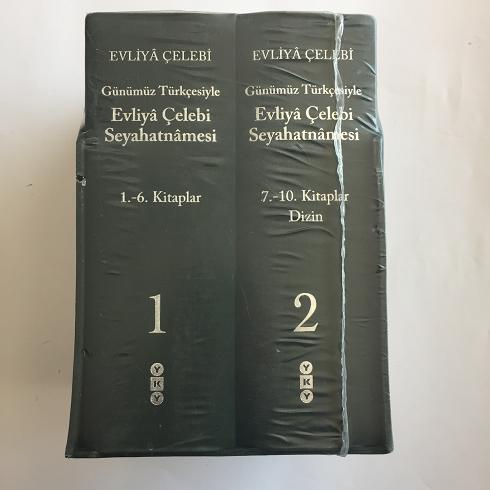 EVLİYÂ ÇELEBİ
Günümüz Türkçesiyle
Evliyâ Çelebi
Seyahatnâmesi
1.-6. Kitaplar
1
Y
K
Y
EVLİYÂ ÇELEBİ
Günümüz Türkçesiyle
Evliyâ Çelebi
Seyahatnâmesi
7.-10. Kitaplar
Dizin
2
Y
K
Y